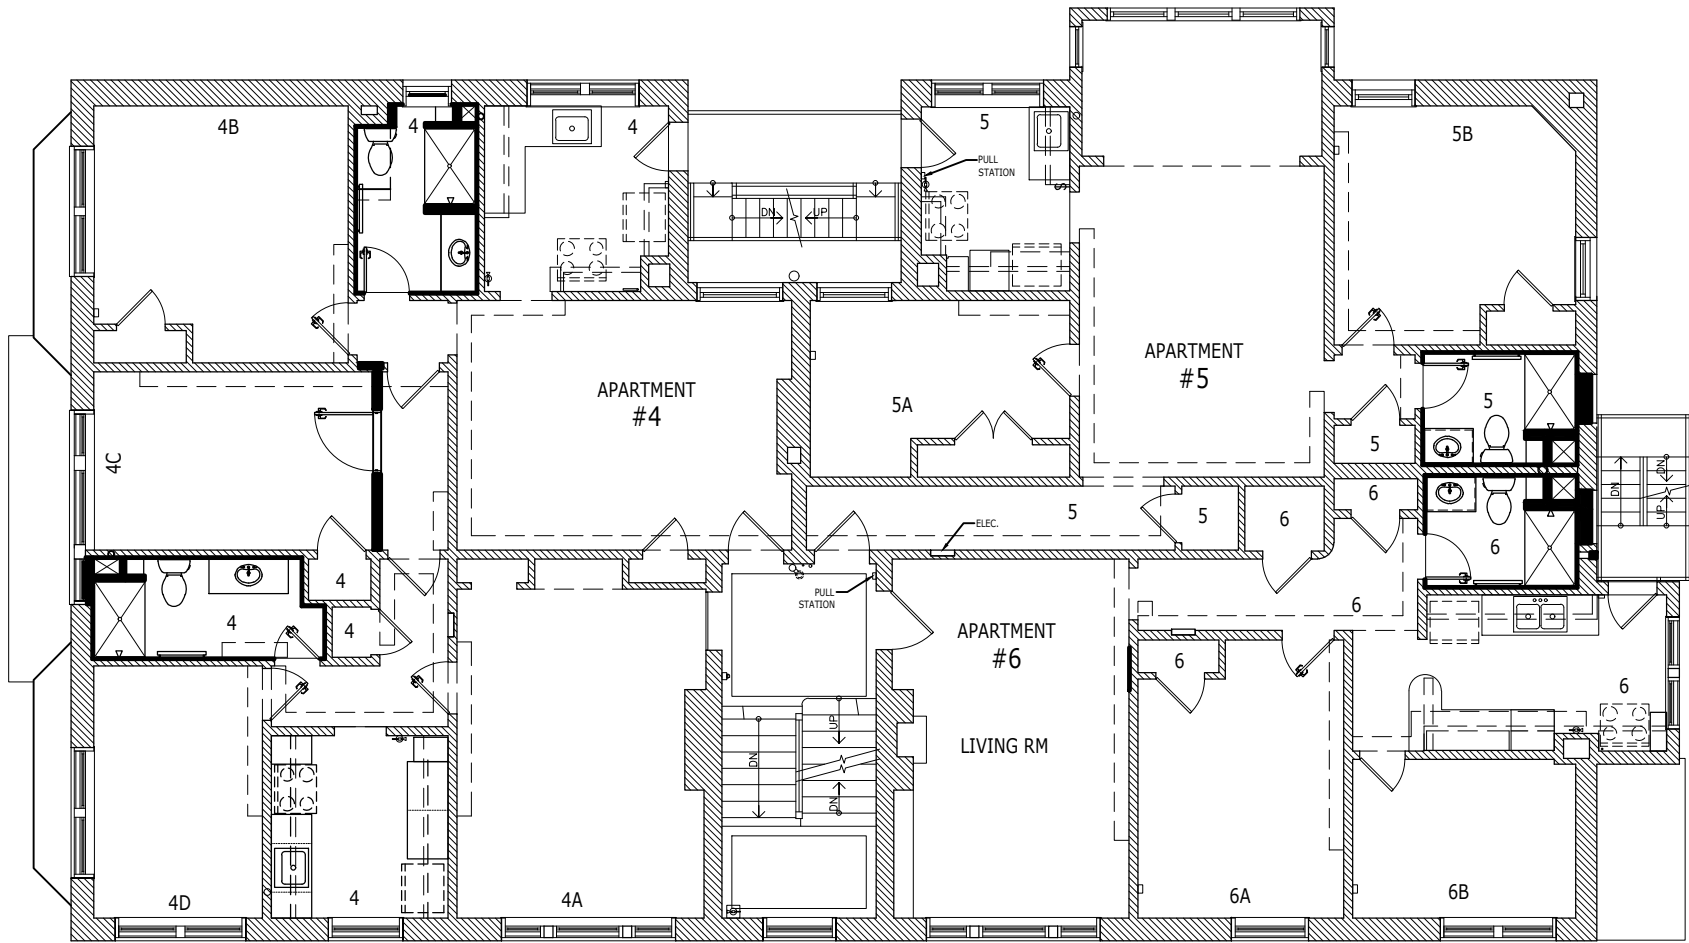 4B
4
4
5
5B
PULL
STATION
DN
UP
APARTMENT
#5
APARTMENT
#4
5A
5
5
4C
DN
DN
UP
6
5
5
6
6
ELEC.
4
4
4
PULL
STATION
6
APARTMENT
#6
6
6
LIVING RM
UP
DN
DN
4D
4
4A
6A
6B